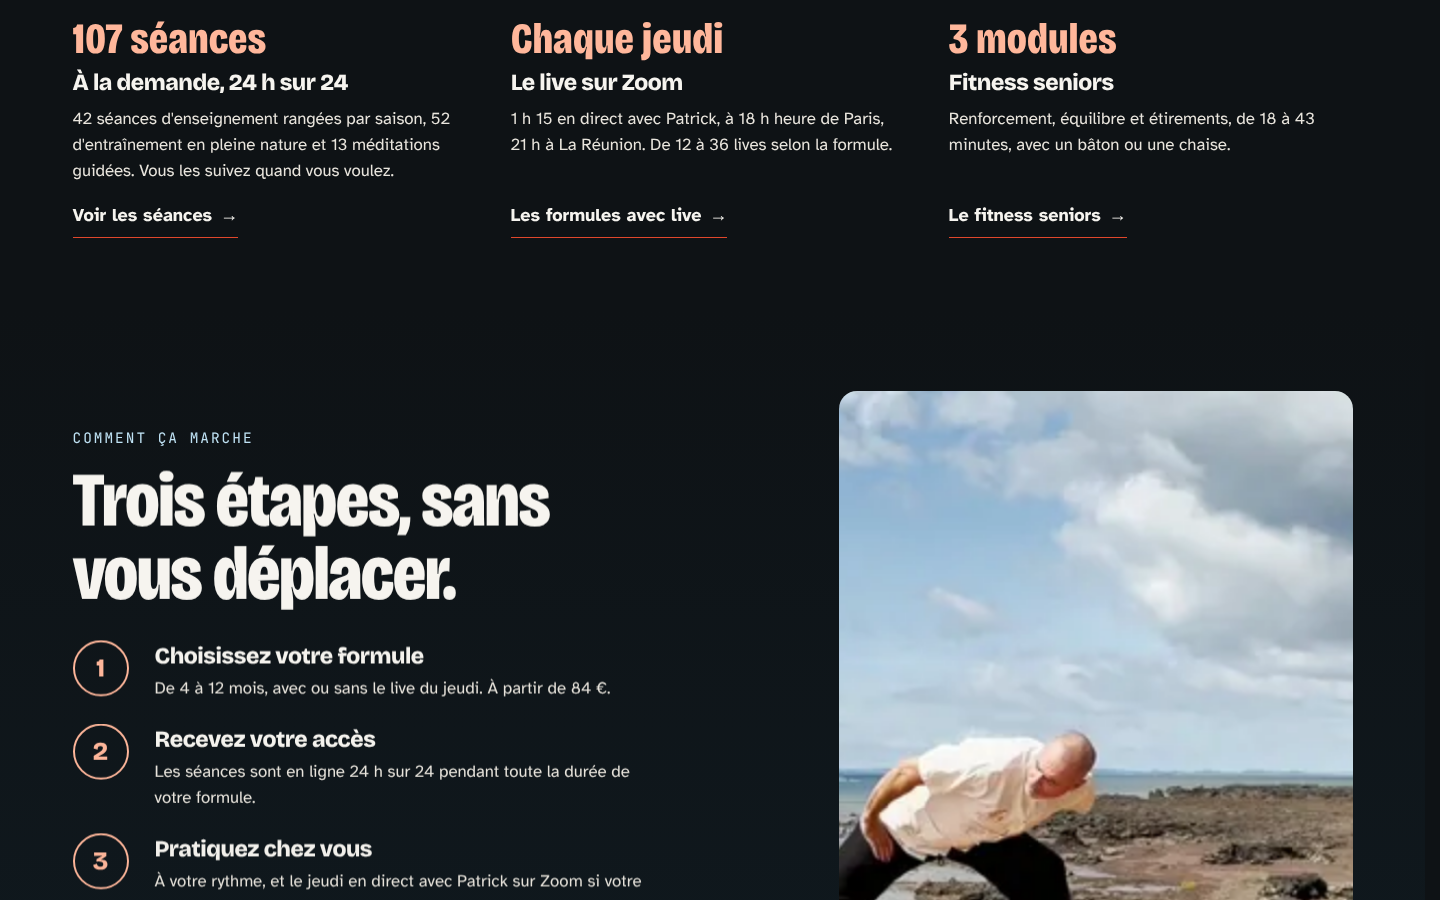 107 séances
À la demande, 24 h sur 24
42 séances d'enseignement rangées par saison, 52
d'entraînement en pleine nature et 13 méditations
guidées. Vous les suivez quand vous voulez.
Voir les séances →
Chaque jeudi
Le live sur Zoom
1 h 15 en direct avec Patrick, à 18 h heure de Paris,
21 h à La Réunion. De 12 à 36 lives selon la formule.
Les formules avec live →
3 modules
Fitness seniors
Renforcement, équilibre et étirements, de 18 à 43
minutes, avec un bâton ou une chaise.
Le fitness seniors →
COMMENT ÇA MARCHE
Trois étapes, sans
vous déplacer.
1
Choisissez votre formule
De 4 à 12 mois, avec ou sans le live du jeudi. À partir de 84 €.
2
Recevez votre accès
Les séances sont en ligne 24 h sur 24 pendant toute la durée de
votre formule.
3
Pratiquez chez vous
À votre rythme, et le jeudi en direct avec Patrick sur Zoom si votre